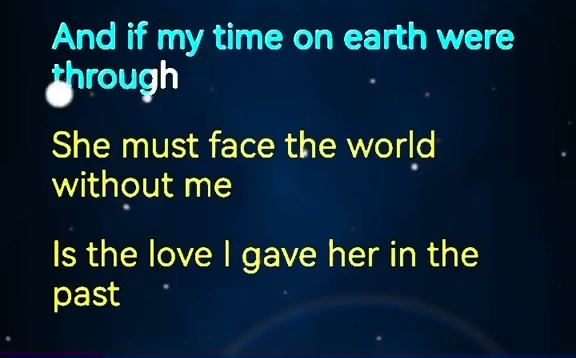 And if my time on earth were
through
She must face the world
without me
Is the love I gave her in the
past